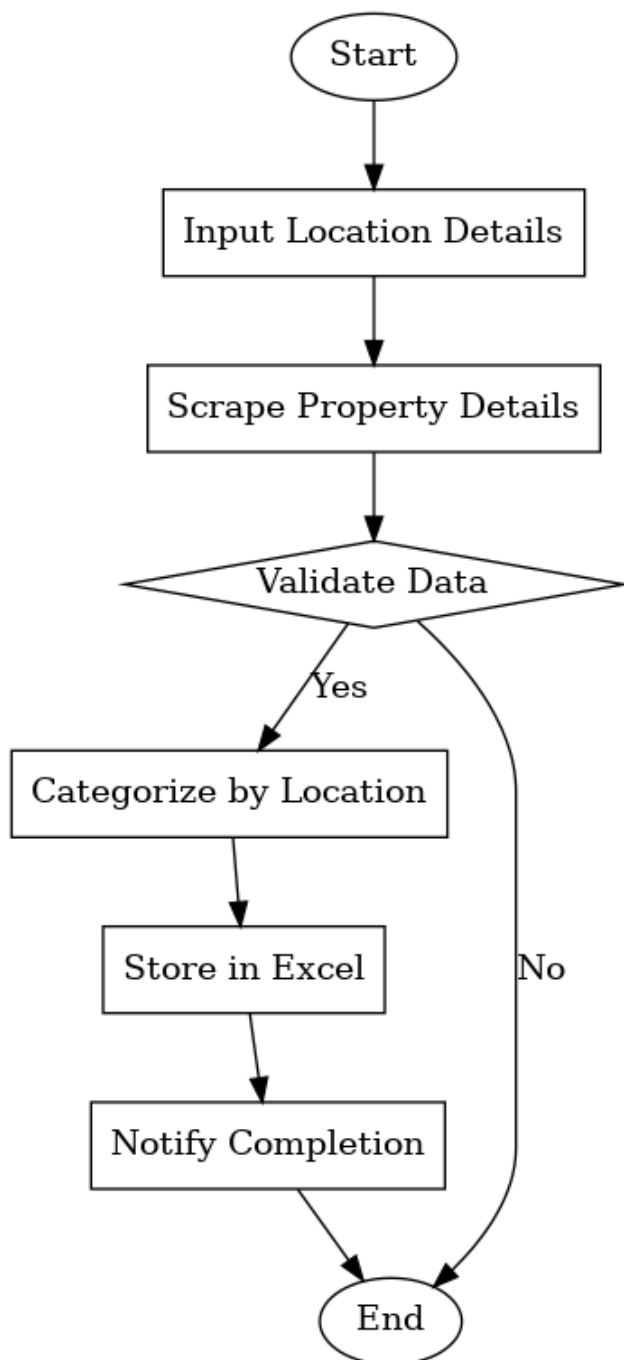 Start
Input Location Details
Scrape Property Details
Validate Data
Yes
Categorize by Location
Store in Excel
No
Notify Completion
End